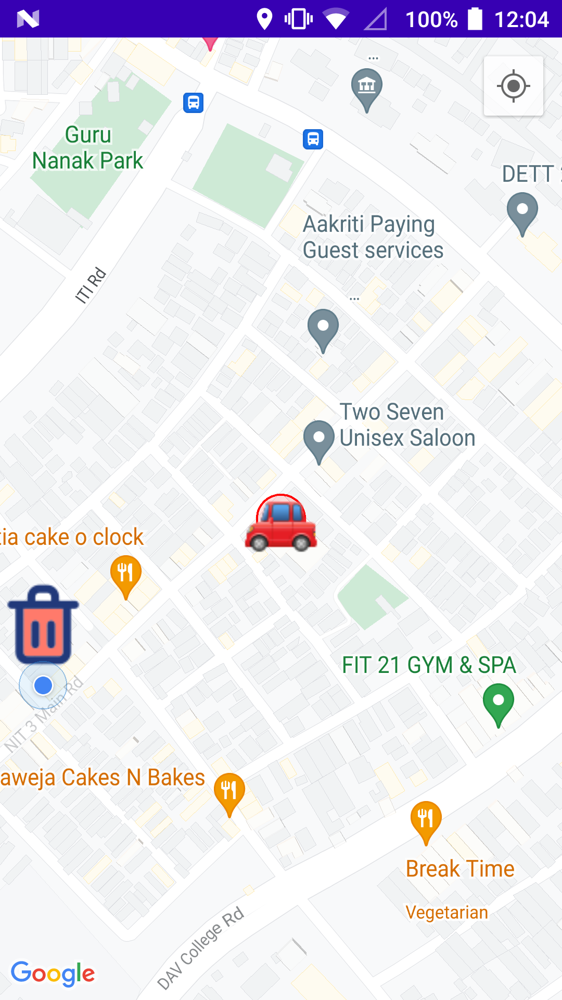 100% 12:04
...
Guru
Nanak Park
DETT
Aakriti Paying
Guest services
ITI Rd
...
Two Seven
Unisex Saloon
tia cake o clock
FIT 21 GYM & SPA
NIT 3 Main Rd
aweja Cakes N Bakes
Break Time
Vegetarian
DAV College Rd
Google